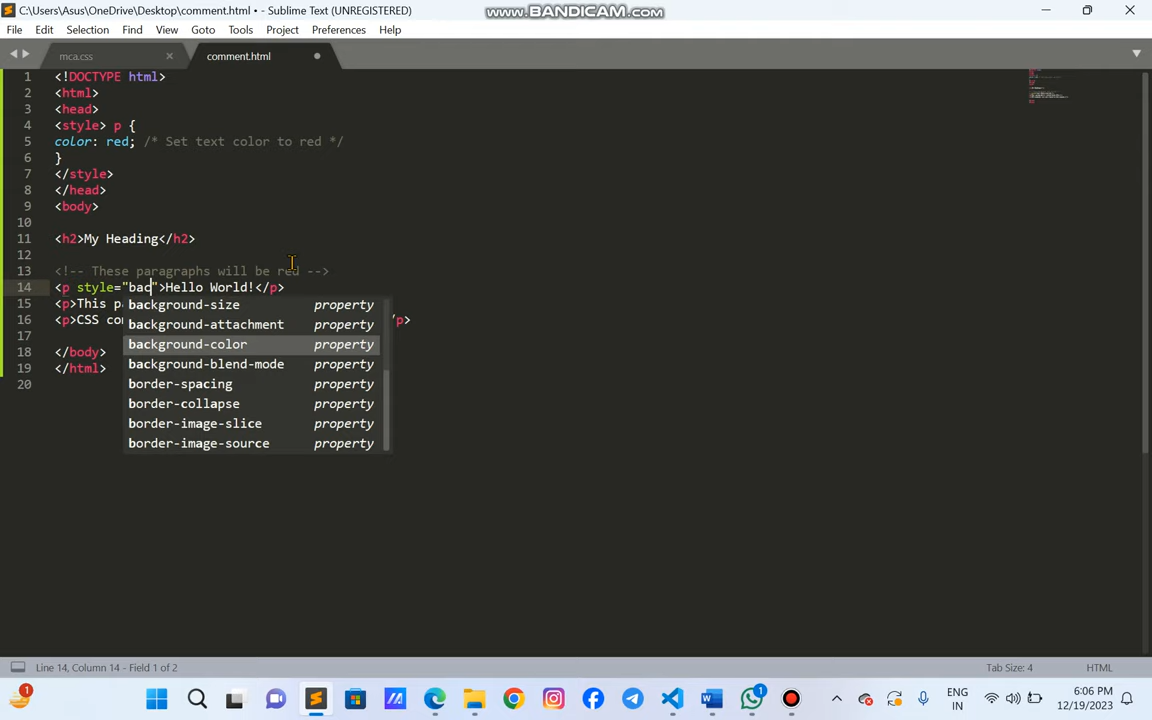 C:\Users\Asus\OneDrive\Desktop\comment.html • - Sublime Text (UNREGISTERED)
www.BANDICAM.com
File Edit Selection Find View Goto Tools Project Preferences Help
mca.css comment.html
1 <!DOCTYPE html>
2 <html>
3 <head>
4 <style> p {
5 color: red; /* Set text color to red */
6 }
7 </style>
8 </head>
9 <body>
10
11 <h2>My Heading</h2>
12
13 <!-- These paragraphs will be red -->
14 <p style="bac">Hello World!</p>
15 <p>This p
16 <p>CSS co /p>
17
18 </body>
19 </html>
20
background-size property
background-attachment property
background-color property
background-blend-mode property
border-spacing property
border-collapse property
border-image-slice property
border-image-source property
Line 14, Column 14 - Field 1 of 2 Tab Size: 4 HTML
1 1 ENG IN 6:06 PM 12/19/2023